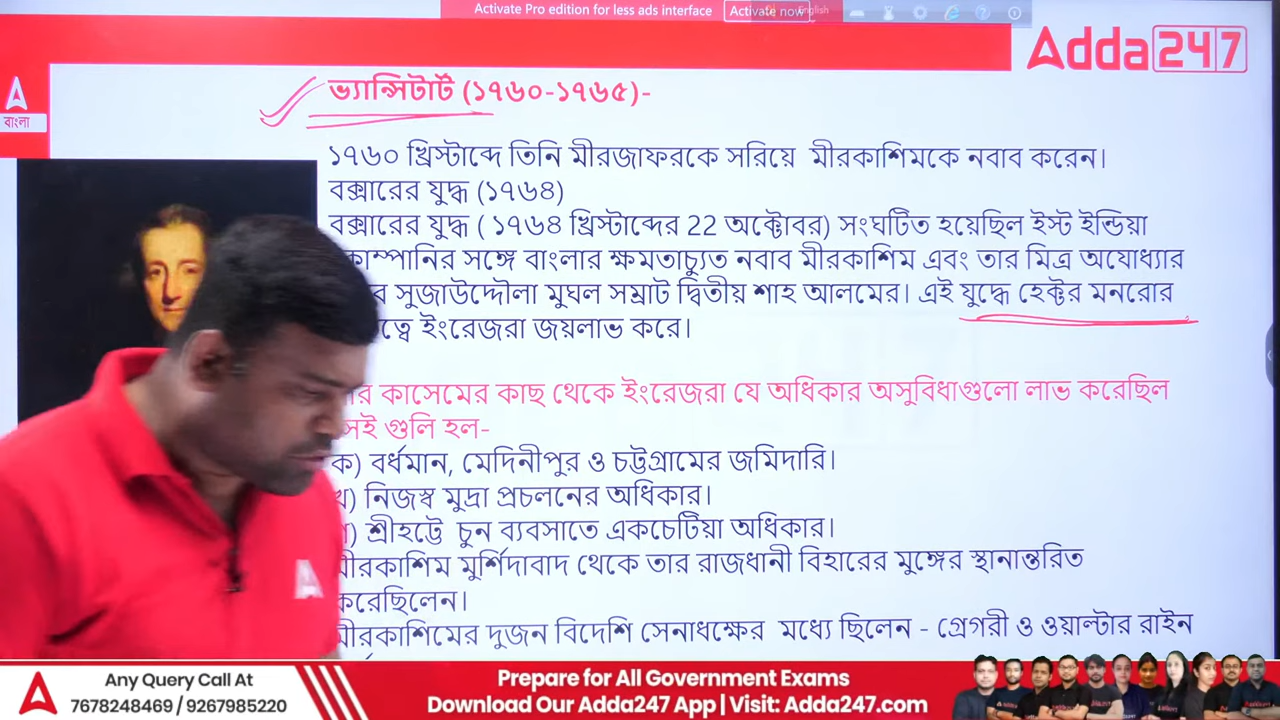 Activate Pro edition for less ads interface
Activate now
English
Adda247
বাংলা
ভ্যান্সিটার্ট (১৭৬০-১৭৬৫)-
১৭৬০ খ্রিস্টাব্দে তিনি মীরজাফরকে সরিয়ে মীরকাশিমকে নবাব করেন।
বক্সারের যুদ্ধ (১৭৬৪)
বক্সারের যুদ্ধ ( ১৭৬৪ খ্রিস্টাব্দের 22 অক্টোবর) সংঘটিত হয়েছিল ইস্ট ইন্ডিয়া
কোম্পানির সঙ্গে বাংলার ক্ষমতাচ্যুত নবাব মীরকাশিম এবং তার মিত্র অযোধ্যার
সুজাউদ্দৌলা মুঘল সম্রাট দ্বিতীয় শাহ আলমের। এই যুদ্ধে হেক্টর মনরোর
ইংরেজরা জয়লাভ করে।
কাসেমের কাছ থেকে ইংরেজরা যে অধিকার অসুবিধাগুলো লাভ করেছিল
গুলি হল-
ক) বর্ধমান, মেদিনীপুর ও চট্টগ্রামের জমিদারি।
খ) নিজস্ব মুদ্রা প্রচলনের অধিকার।
শ্রীহট্টে চুন ব্যবসাতে একচেটিয়া অধিকার।
মীরকাশিম মুর্শিদাবাদ থেকে তার রাজধানী বিহারের মুঙ্গের স্থানান্তরিত
করেছিলেন।
মীরকাশিমের দুজন বিদেশি সেনাধক্ষের মধ্যে ছিলেন - গ্রেগরী ও ওয়াল্টার রাইন
Any Query Call At
7678248469 / 9267985220
Prepare for All Government Exams
Download Our Adda247 App | Visit: Adda247.com